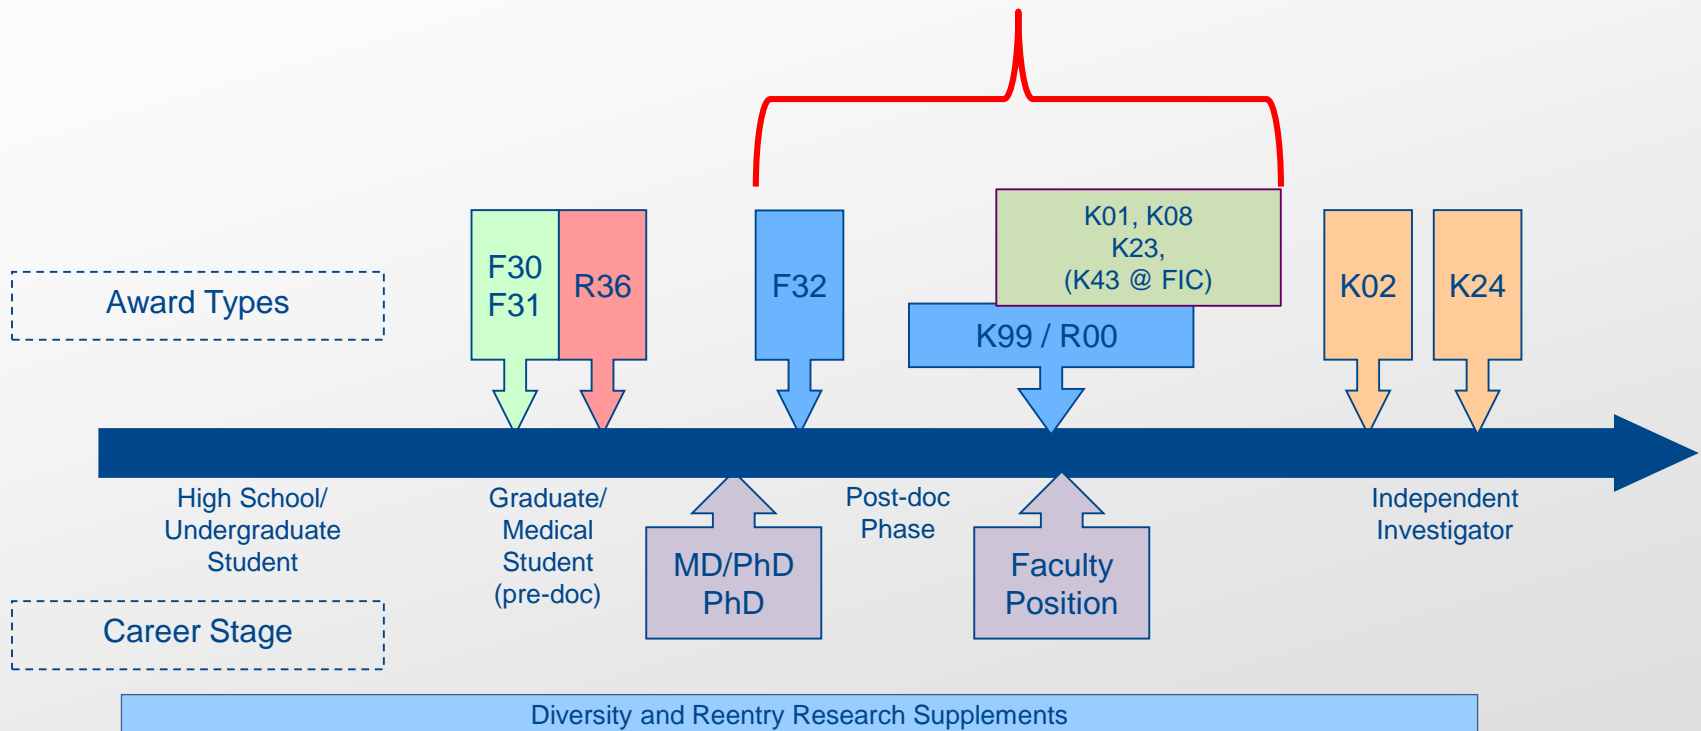 K01, K08
K23,
(K43 @ FIC)
F30
F31
R36
F32
K02
K24
Award Types
K99 / R00
High School/
Undergraduate
Student
Graduate/
Medical
Student
(pre-doc)
Post-doc
Phase
Independent
Investigator
MD/PhD
PhD
Faculty
Position
Career Stage
Diversity and Reentry Research Supplements